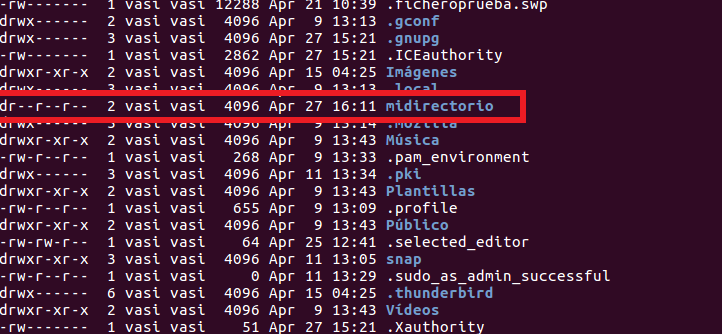 -rw------- 1 vasi vasi 12288 Apr 21 10:39 .ficheroprueba.swp
drwx------ 2 vasi vasi 4096 Apr 9 13:13 .gconf
drwx------ 3 vasi vasi 4096 Apr 27 15:21 .gnupg
-rw------- 1 vasi vasi 2862 Apr 27 15:21 .ICEauthority
drwxr-xr-x 2 vasi vasi 4096 Apr 15 04:25 Imágenes
drwx------ 3 vasi vasi 4096 Apr 9 13:13 .local
dr--r--r-- 2 vasi vasi 4096 Apr 27 16:11 midirectorio
drwx------ 3 vasi vasi 4096 Apr 9 13:14 .mozilla
drwxr-xr-x 2 vasi vasi 4096 Apr 9 13:43 Música
-rw-r--r-- 1 vasi vasi 268 Apr 9 13:33 .pam_environment
drwx------ 3 vasi vasi 4096 Apr 11 13:34 .pki
drwxr-xr-x 2 vasi vasi 4096 Apr 9 13:43 Plantillas
-rw-r--r-- 1 vasi vasi 655 Apr 9 13:09 .profile
drwxr-xr-x 2 vasi vasi 4096 Apr 9 13:43 Público
-rw-rw-r-- 1 vasi vasi 64 Apr 25 12:41 .selected_editor
drwxr-xr-x 3 vasi vasi 4096 Apr 11 13:05 snap
-rw-r--r-- 1 vasi vasi 0 Apr 11 13:29 .sudo_as_admin_successful
drwx------ 6 vasi vasi 4096 Apr 15 04:25 .thunderbird
drwxr-xr-x 2 vasi vasi 4096 Apr 9 13:43 Vídeos
-rw------- 1 vasi vasi 51 Apr 27 15:21 .Xauthority